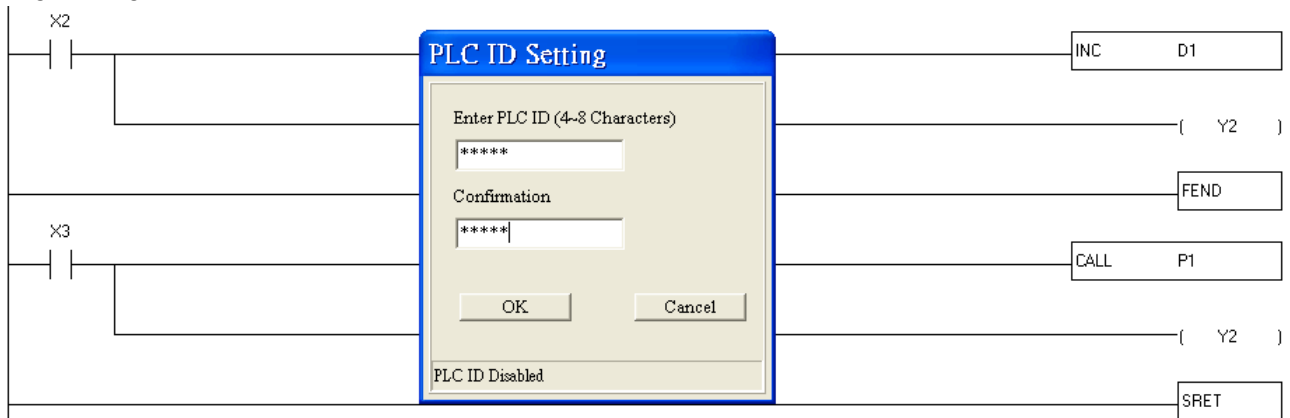 X2
PLC ID Setting
INC D1
Enter PLC ID (4~8 Characters)
( Y2 )
*****
Confirmation
FEND
*****
X3
CALL P1
OK Cancel
( Y2 )
PLC ID Disabled
SRET